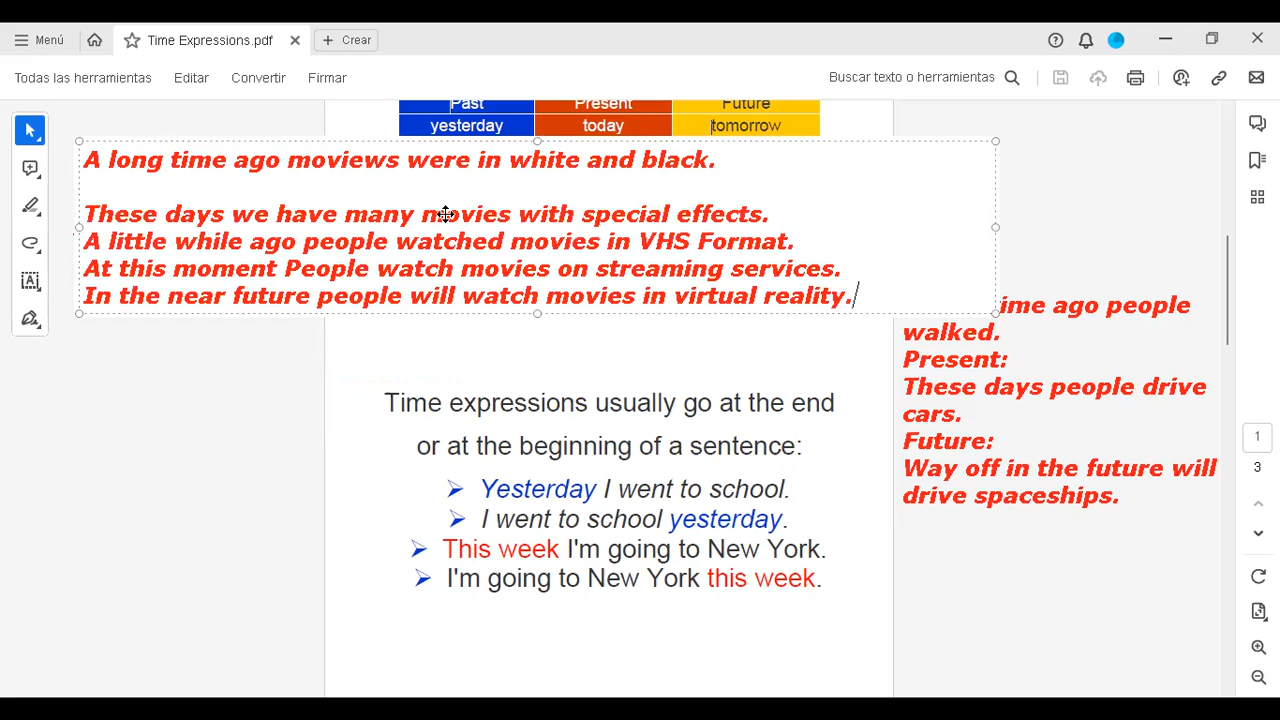 Menú
Time Expressions.pdf
Crear
Todas las herramientas
Editar
Convertir
Firmar
Buscar texto o herramientas
Past Present Future
yesterday today tomorrow
A long time ago moviews were in white and black.
These days we have many movies with special effects.
A little while ago people watched movies in VHS Format.
At this moment People watch movies on streaming services.
In the near future people will watch movies in virtual reality.
ago people
walked.
Present:
These days people drive
cars.
Future:
Way off in the future will
drive spaceships.
Time expressions usually go at the end
or at the beginning of a sentence:
Yesterday I went to school.
I went to school yesterday.
This week I'm going to New York.
I'm going to New York this week.
1
3